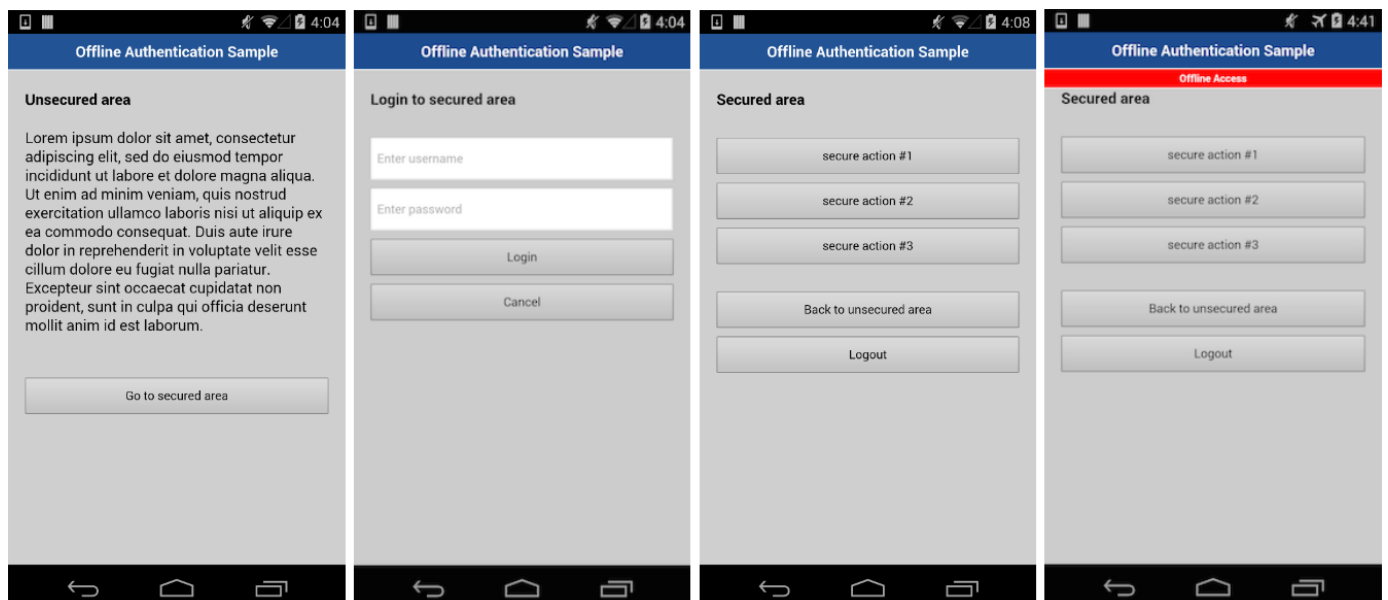 4:04
Offline Authentication Sample
Unsecured area
Lorem ipsum dolor sit amet, consectetur
adipiscing elit, sed do eiusmod tempor
incididunt ut labore et dolore magna aliqua.
Ut enim ad minim veniam, quis nostrud
exercitation ullamco laboris nisi ut aliquip ex
ea commodo consequat. Duis aute irure
dolor in reprehenderit in voluptate velit esse
cillum dolore eu fugiat nulla pariatur.
Excepteur sint occaecat cupidatat non
proident, sunt in culpa qui officia deserunt
mollit anim id est laborum.
Go to secured area
4:04
Offline Authentication Sample
Login to secured area
Enter username
Enter password
Login
Cancel
4:08
Offline Authentication Sample
Secured area
secure action #1
secure action #2
secure action #3
Back to unsecured area
Logout
4:41
Offline Authentication Sample
Offline Access
Secured area
secure action #1
secure action #2
secure action #3
Back to unsecured area
Logout